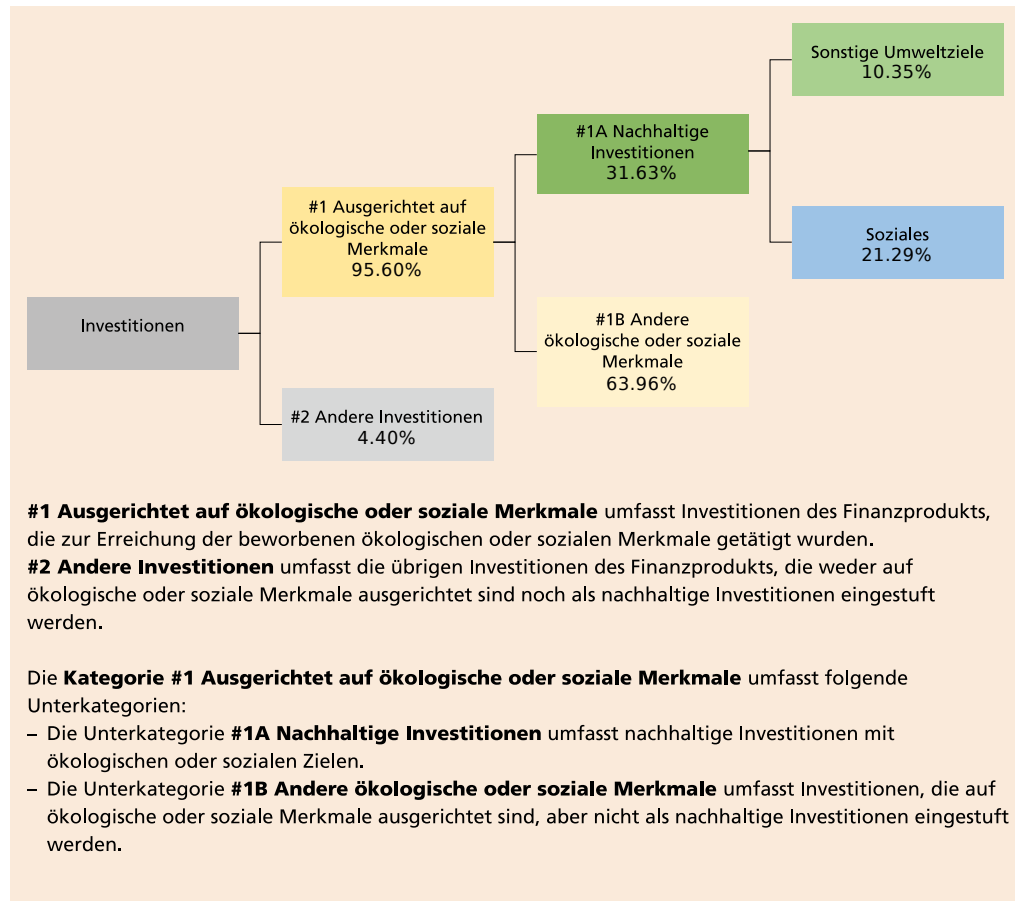 Sonstige Umweltziele
10.35%
#1A Nachhaltige
Investitionen
31.63%
#1 Ausgerichtet auf
ökologische oder soziale
Merkmale
95.60%
Soziales
21.29%
Investitionen
#1B Andere
ökologische oder soziale
Merkmale
63.96%
#2 Andere Investitionen
4.40%
#1 Ausgerichtet auf ökologische oder soziale Merkmale umfasst Investitionen des Finanzprodukts,
die zur Erreichung der beworbenen ökologischen oder sozialen Merkmale getätigt wurden.
#2 Andere Investitionen umfasst die übrigen Investitionen des Finanzprodukts, die weder auf
ökologische oder soziale Merkmale ausgerichtet sind noch als nachhaltige Investitionen eingestuft
werden.
Die Kategorie #1 Ausgerichtet auf ökologische oder soziale Merkmale umfasst folgende
Unterkategorien:
– Die Unterkategorie #1A Nachhaltige Investitionen umfasst nachhaltige Investitionen mit
ökologischen oder sozialen Zielen.
– Die Unterkategorie #1B Andere ökologische oder soziale Merkmale umfasst Investitionen, die auf
ökologische oder soziale Merkmale ausgerichtet sind, aber nicht als nachhaltige Investitionen eingestuft
werden.